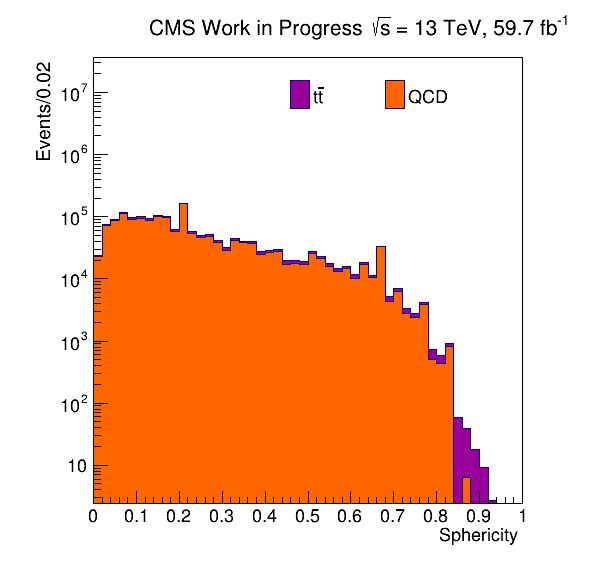 CMS Work in Progress √s = 13 TeV, 59.7 fb⁻¹
Events/0.02
tt̄ QCD
10⁷
10⁶
10⁵
10⁴
10³
10²
10
0 0.1 0.2 0.3 0.4 0.5 0.6 0.7 0.8 0.9 1
Sphericity